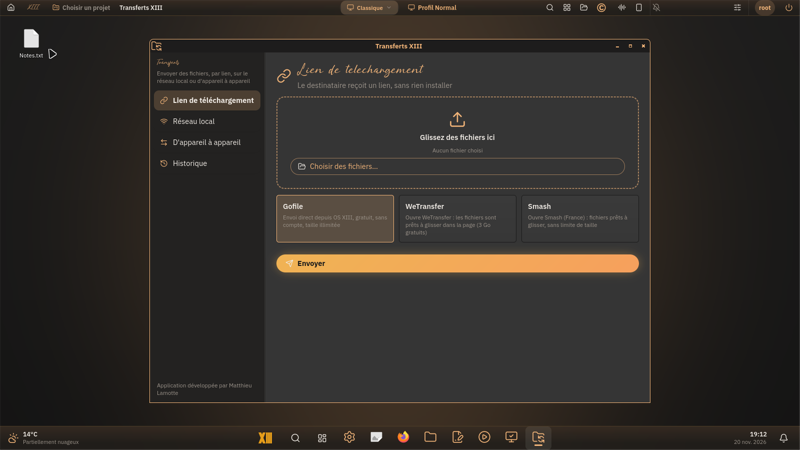 XIII
Choisir un projet
Transferts XIII
Classique
Profil Normal
root
Notes.txt
Transferts XIII
Transferts
Envoyer des fichiers, par lien, sur le
réseau local ou d'appareil à appareil
Lien de téléchargement
Réseau local
D'appareil à appareil
Historique
Application développée par Matthieu
Lamotte
Lien de telechargement
Le destinataire reçoit un lien, sans rien installer
Glissez des fichiers ici
Aucun fichier choisi
Choisir des fichiers...
Gofile
Envoi direct depuis OS XIII, gratuit, sans
compte, taille illimitée
WeTransfer
Ouvre WeTransfer : les fichiers sont
prêts à glisser dans la page (3 Go
gratuits)
Smash
Ouvre Smash (France) : fichiers prêts à
glisser, sans limite de taille
Envoyer
14°C
Partiellement nuageux
XIII
19:12
20 nov. 2026